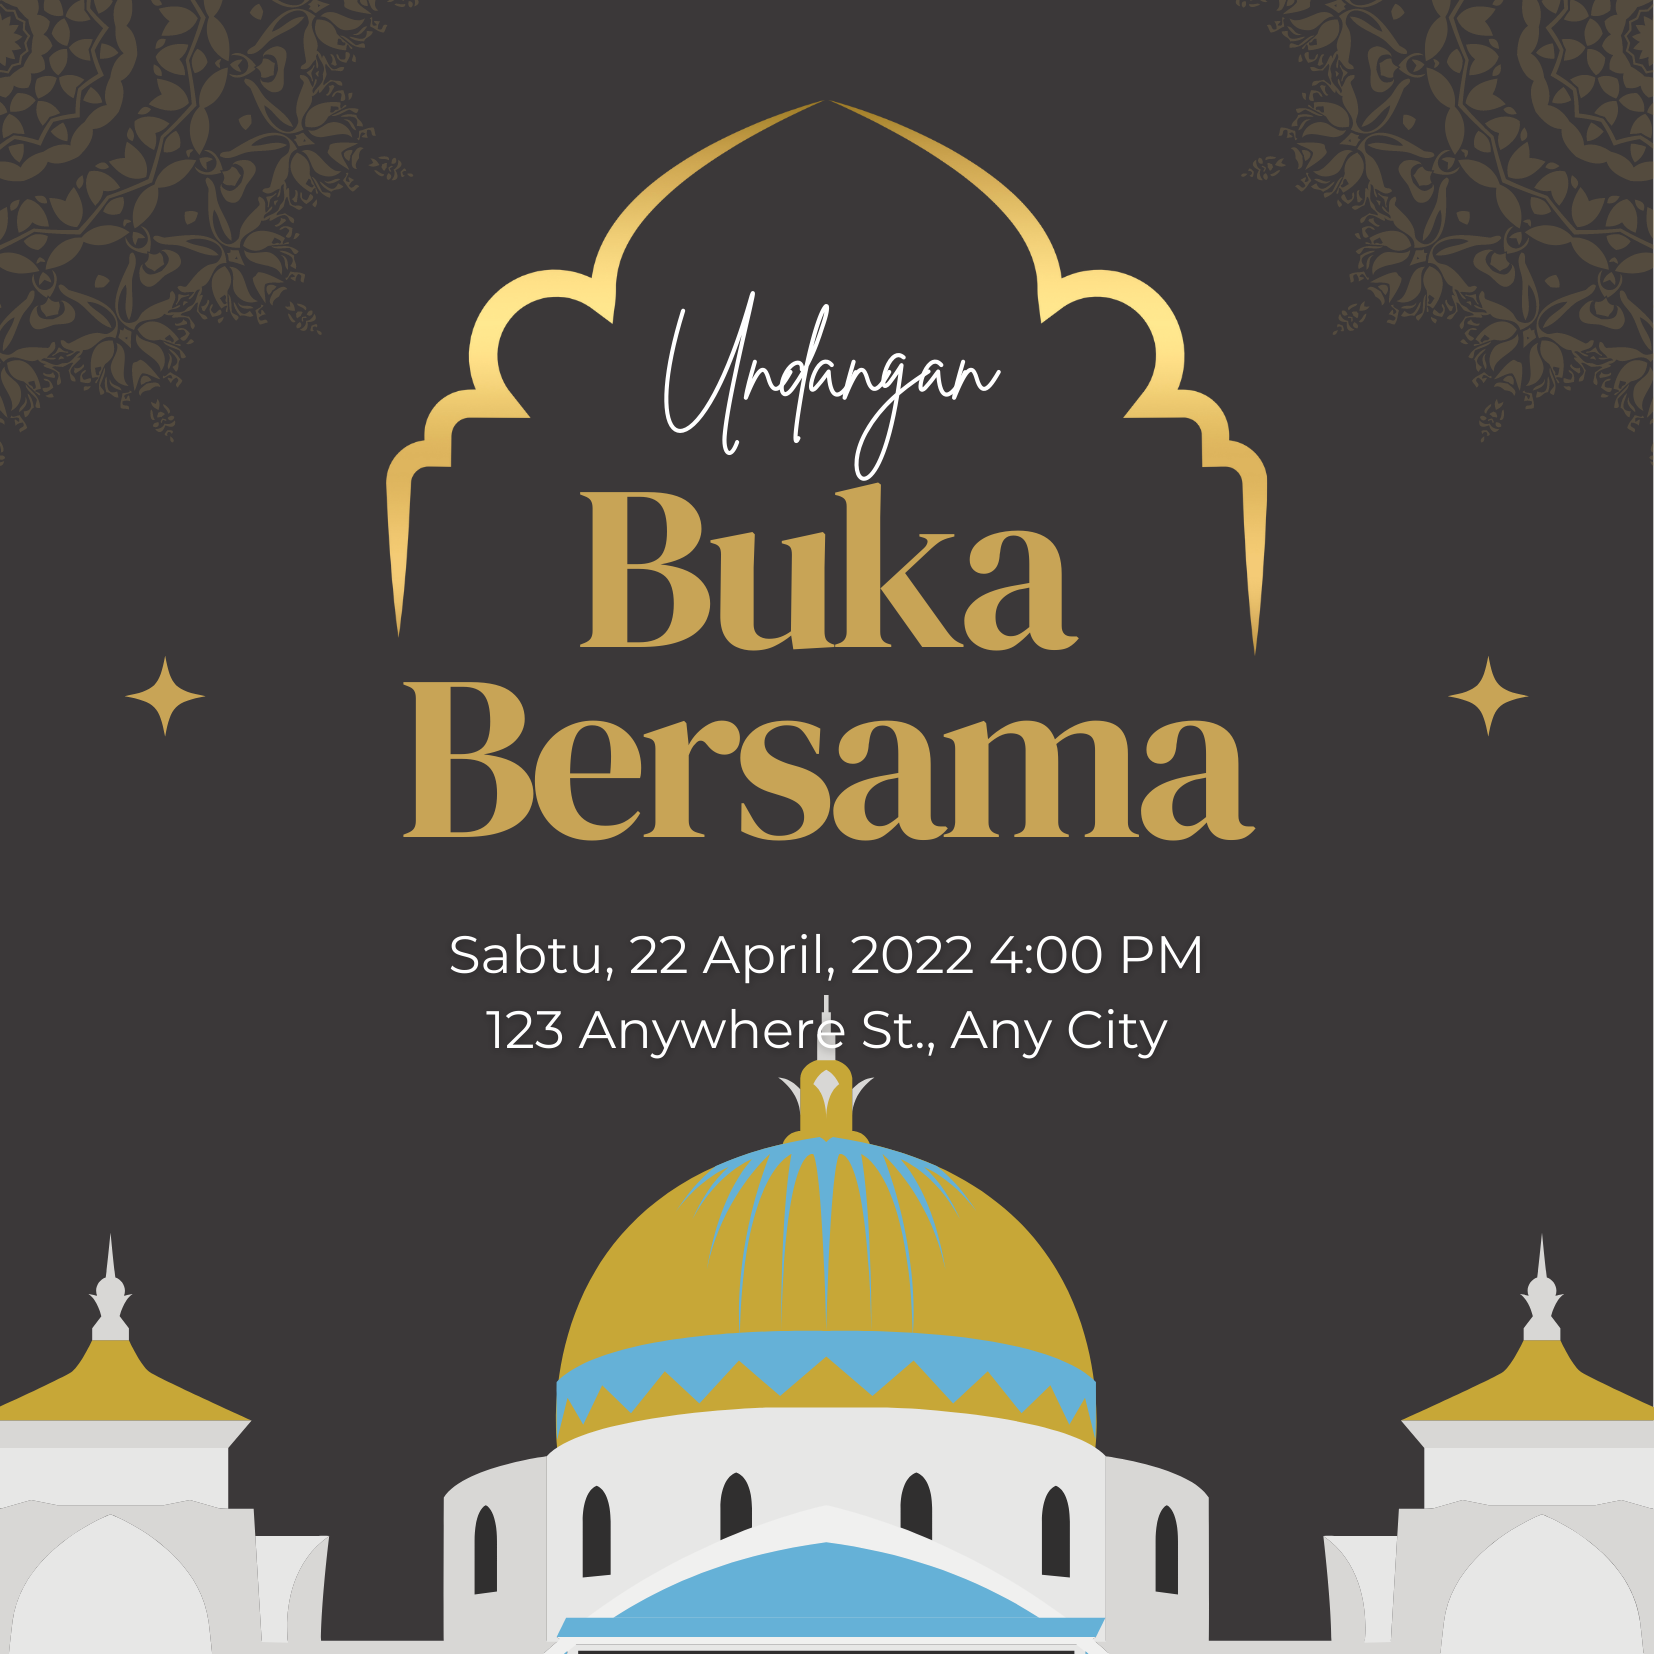 Undangan
Buka
Bersama
Sabtu, 22 April, 2022 4:00 PM
123 Anywhere St., Any City